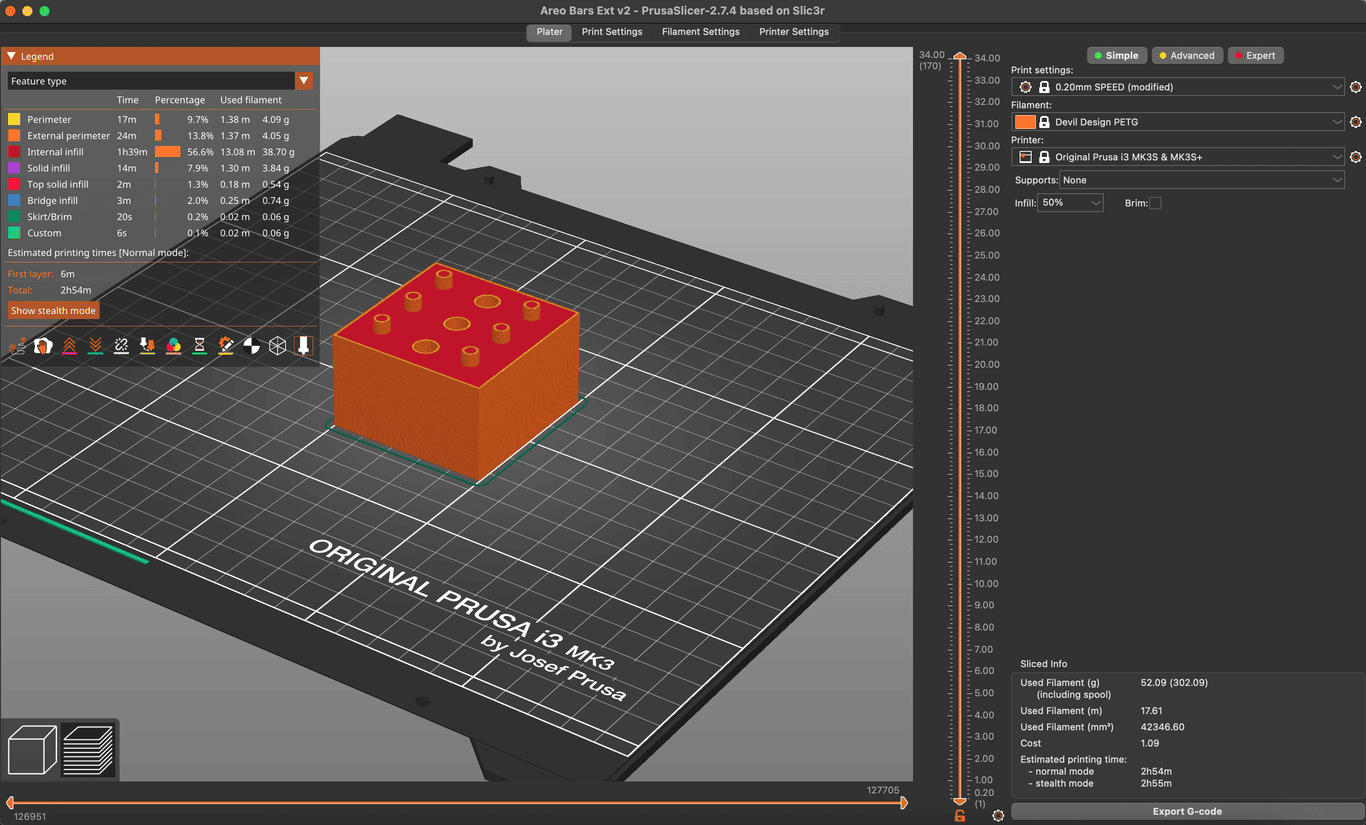 Areo Bars Ext v2 - PrusaSlicer-2.7.4 based on Slic3r
Plater Print Settings Filament Settings Printer Settings
Legend
Feature type
Time Percentage Used filament
Perimeter 17m 9.7% 1.38 m 4.09 g
External perimeter 24m 13.8% 1.37 m 4.05 g
Internal infill 1h39m 56.6% 13.08 m 38.70 g
Solid infill 14m 7.9% 1.30 m 3.84 g
Top solid infill 2m 1.3% 0.18 m 0.54 g
Bridge infill 3m 2.0% 0.25 m 0.74 g
Skirt/Brim 20s 0.2% 0.02 m 0.06 g
Custom 6s 0.1% 0.02 m 0.06 g
Estimated printing times [Normal mode]:
First layer: 6m
Total: 2h54m
Show stealth mode
ORIGINAL PRUSA i3 MK3
by Josef Prusa
126951
127705
34.00
(170)
34.00
33.00
32.00
31.00
30.00
29.00
28.00
27.00
26.00
25.00
24.00
23.00
22.00
21.00
20.00
19.00
18.00
17.00
16.00
15.00
14.00
13.00
12.00
11.00
10.00
9.00
8.00
7.00
6.00
5.00
4.00
3.00
2.00
1.00
0.20
(1)
Simple Advanced Expert
Print settings:
0.20mm SPEED (modified)
Filament:
Devil Design PETG
Printer:
Original Prusa i3 MK3S & MK3S+
Supports: None
Infill: 50% Brim:
Sliced Info
Used Filament (g) 52.09 (302.09)
(including spool)
Used Filament (m) 17.61
Used Filament (mm³) 42346.60
Cost 1.09
Estimated printing time:
- normal mode 2h54m
- stealth mode 2h55m
Export G-code